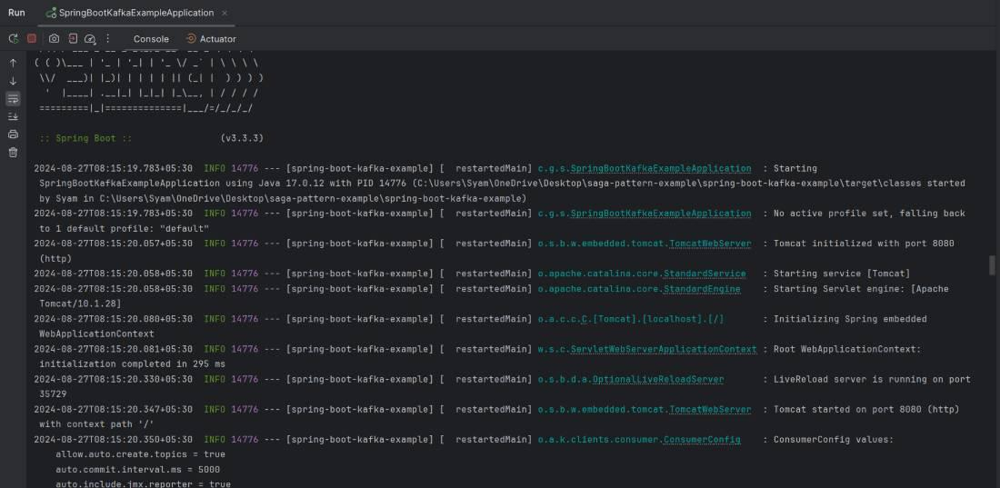 Run SpringBootKafkaExampleApplication ×
Console Actuator
( ( )\___ | '_ | '_| | '_ \/ _` | \ \ \ \
\\/ ___)| |_)| | | | | || (_| | ) ) ) )
' |____| .__|_| |_|_| |_\__, | / / / /
=========|_|==============|___/=/_/_/_/
:: Spring Boot :: (v3.3.3)
2024-08-27T08:15:19.783+05:30 INFO 14776 --- [spring-boot-kafka-example] [ restartedMain] c.g.s.SpringBootKafkaExampleApplication : Starting
SpringBootKafkaExampleApplication using Java 17.0.12 with PID 14776 (C:\Users\Syam\OneDrive\Desktop\saga-pattern-example\spring-boot-kafka-example\target\classes started
by Syam in C:\Users\Syam\OneDrive\Desktop\saga-pattern-example\spring-boot-kafka-example)
2024-08-27T08:15:19.783+05:30 INFO 14776 --- [spring-boot-kafka-example] [ restartedMain] c.g.s.SpringBootKafkaExampleApplication : No active profile set, falling back
to 1 default profile: "default"
2024-08-27T08:15:20.057+05:30 INFO 14776 --- [spring-boot-kafka-example] [ restartedMain] o.s.b.w.embedded.tomcat.TomcatWebServer : Tomcat initialized with port 8080
(http)
2024-08-27T08:15:20.058+05:30 INFO 14776 --- [spring-boot-kafka-example] [ restartedMain] o.apache.catalina.core.StandardService : Starting service [Tomcat]
2024-08-27T08:15:20.058+05:30 INFO 14776 --- [spring-boot-kafka-example] [ restartedMain] o.apache.catalina.core.StandardEngine : Starting Servlet engine: [Apache
Tomcat/10.1.28]
2024-08-27T08:15:20.080+05:30 INFO 14776 --- [spring-boot-kafka-example] [ restartedMain] o.a.c.c.C.[Tomcat].[localhost].[/] : Initializing Spring embedded
WebApplicationContext
2024-08-27T08:15:20.081+05:30 INFO 14776 --- [spring-boot-kafka-example] [ restartedMain] w.s.c.ServletWebServerApplicationContext : Root WebApplicationContext:
initialization completed in 295 ms
2024-08-27T08:15:20.330+05:30 INFO 14776 --- [spring-boot-kafka-example] [ restartedMain] o.s.b.d.a.OptionalLiveReloadServer : LiveReload server is running on port
35729
2024-08-27T08:15:20.347+05:30 INFO 14776 --- [spring-boot-kafka-example] [ restartedMain] o.s.b.w.embedded.tomcat.TomcatWebServer : Tomcat started on port 8080 (http)
with context path '/'
2024-08-27T08:15:20.350+05:30 INFO 14776 --- [spring-boot-kafka-example] [ restartedMain] o.a.k.clients.consumer.ConsumerConfig : ConsumerConfig values:
allow.auto.create.topics = true
auto.commit.interval.ms = 5000
auto.include.jmx.reporter = true